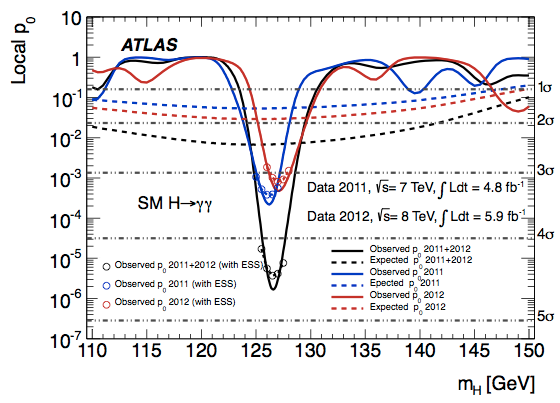 Local p0
ATLAS
1
10-1
10-2
10-3
10-4
10-5
10-6
10-7
1σ
2σ
3σ
4σ
5σ
Data 2011, √s= 7 TeV, ∫ Ldt = 4.8 fb-1
SM H→γγ
Data 2012, √s= 8 TeV, ∫ Ldt = 5.9 fb-1
Observed p0 2011+2012 (with ESS)
Observed p0 2011 (with ESS)
Observed p0 2012 (with ESS)
Observed p0 2011+2012
Expected p0 2011+2012
Observed p0 2011
Epected p0 2011
Observed p0 2012
Expected p0 2012
110 115 120 125 130 135 140 145 150
mH [GeV]